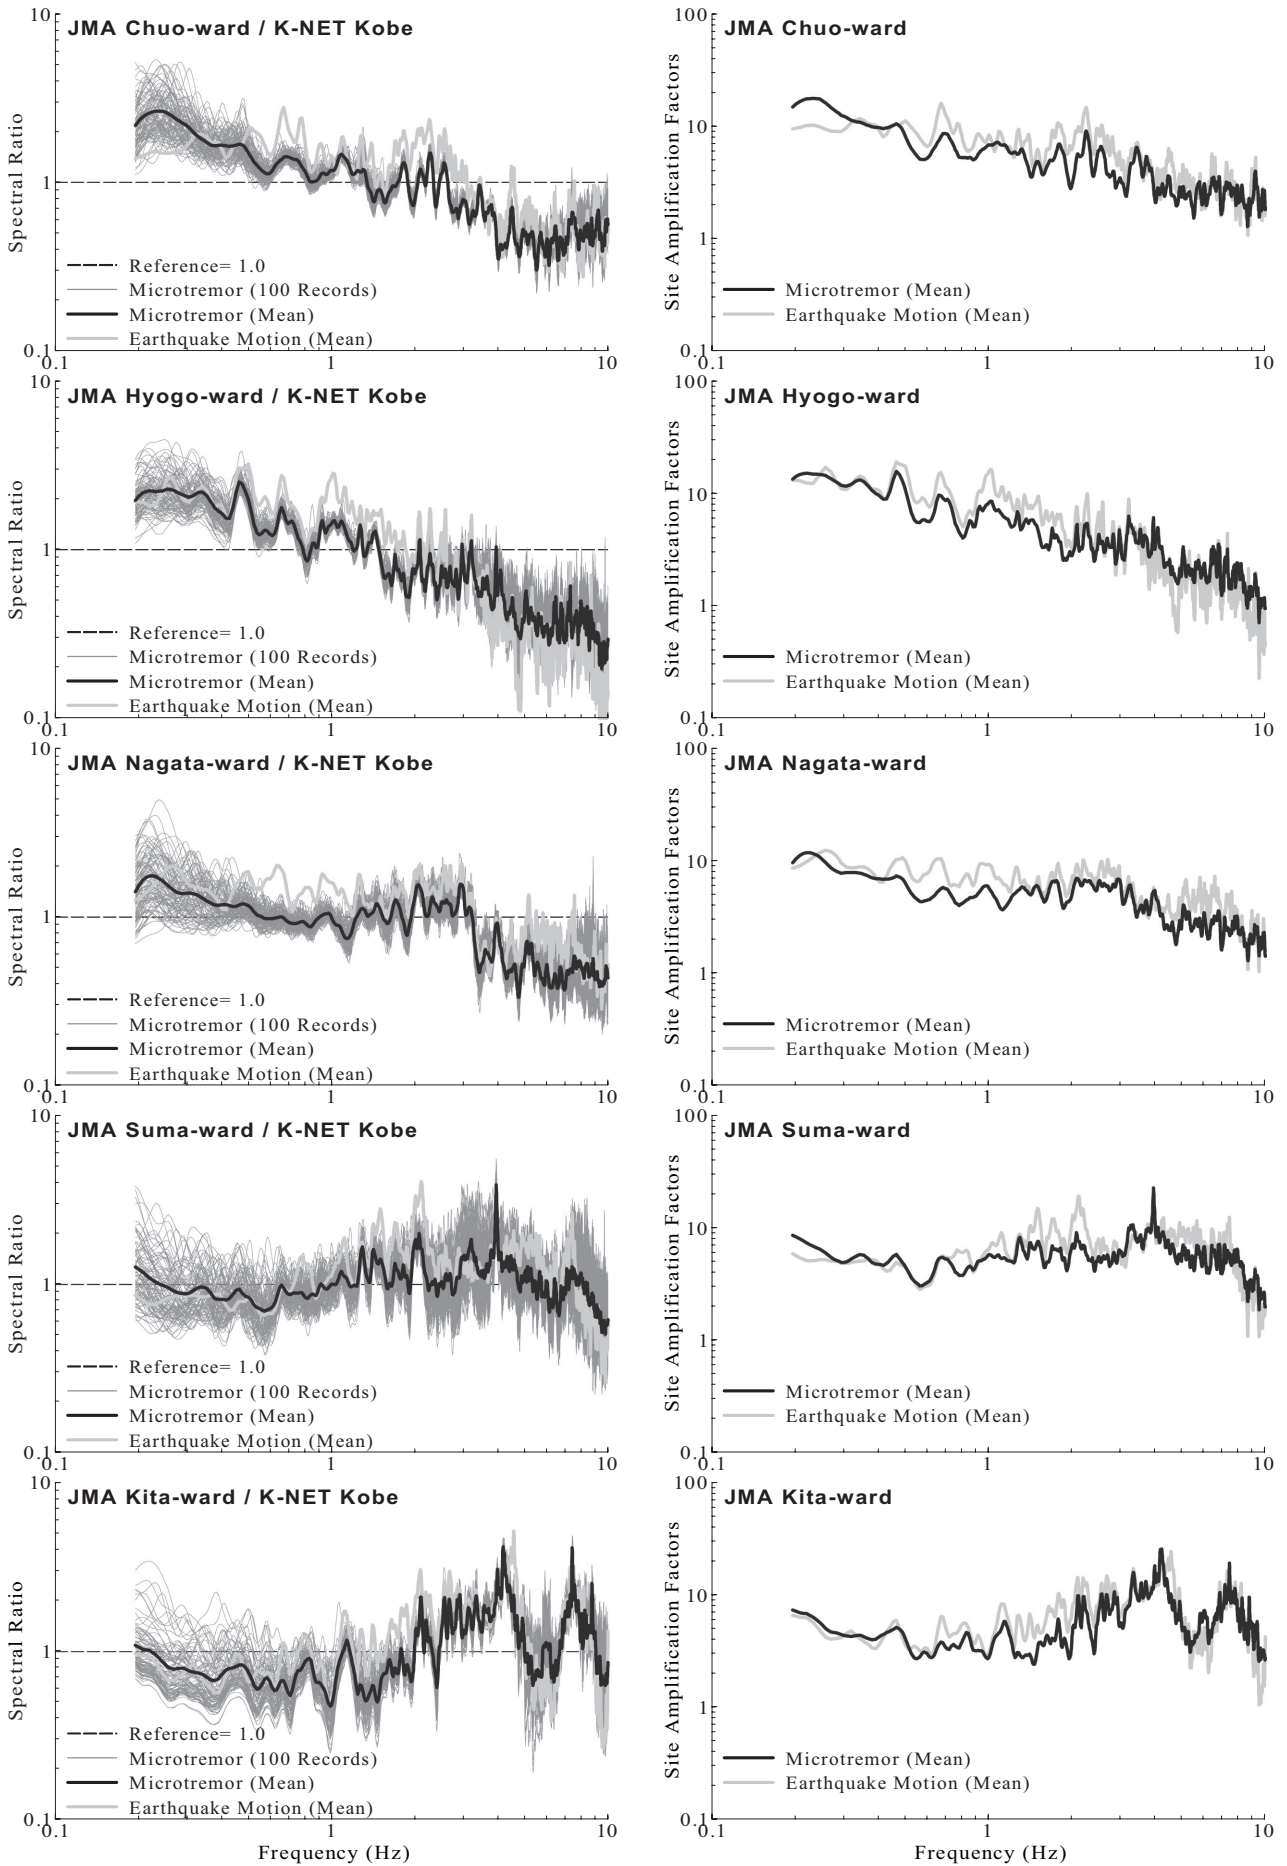 JMA Chuo-ward / K-NET Kobe
10
1
0.1
Spectral Ratio
Reference= 1.0
Microtremor (100 Records)
Microtremor (Mean)
Earthquake Motion (Mean)
0.1
1
10
JMA Chuo-ward
100
10
1
0.1
Site Amplification Factors
Microtremor (Mean)
Earthquake Motion (Mean)
0.1
1
10
JMA Hyogo-ward / K-NET Kobe
10
1
0.1
Spectral Ratio
Reference= 1.0
Microtremor (100 Records)
Microtremor (Mean)
Earthquake Motion (Mean)
0.1
1
10
JMA Hyogo-ward
100
10
1
0.1
Site Amplification Factors
Microtremor (Mean)
Earthquake Motion (Mean)
0.1
1
10
JMA Nagata-ward / K-NET Kobe
10
1
0.1
Spectral Ratio
Reference= 1.0
Microtremor (100 Records)
Microtremor (Mean)
Earthquake Motion (Mean)
0.1
1
10
JMA Nagata-ward
100
10
1
0.1
Site Amplification Factors
Microtremor (Mean)
Earthquake Motion (Mean)
0.1
1
10
JMA Suma-ward / K-NET Kobe
10
1
0.1
Spectral Ratio
Reference= 1.0
Microtremor (100 Records)
Microtremor (Mean)
Earthquake Motion (Mean)
0.1
1
10
JMA Suma-ward
100
10
1
0.1
Site Amplification Factors
Microtremor (Mean)
Earthquake Motion (Mean)
0.1
1
10
JMA Kita-ward / K-NET Kobe
10
1
0.1
Spectral Ratio
Reference= 1.0
Microtremor (100 Records)
Microtremor (Mean)
Earthquake Motion (Mean)
0.1
1
10
Frequency (Hz)
JMA Kita-ward
100
10
1
0.1
Site Amplification Factors
Microtremor (Mean)
Earthquake Motion (Mean)
0.1
1
10
Frequency (Hz)